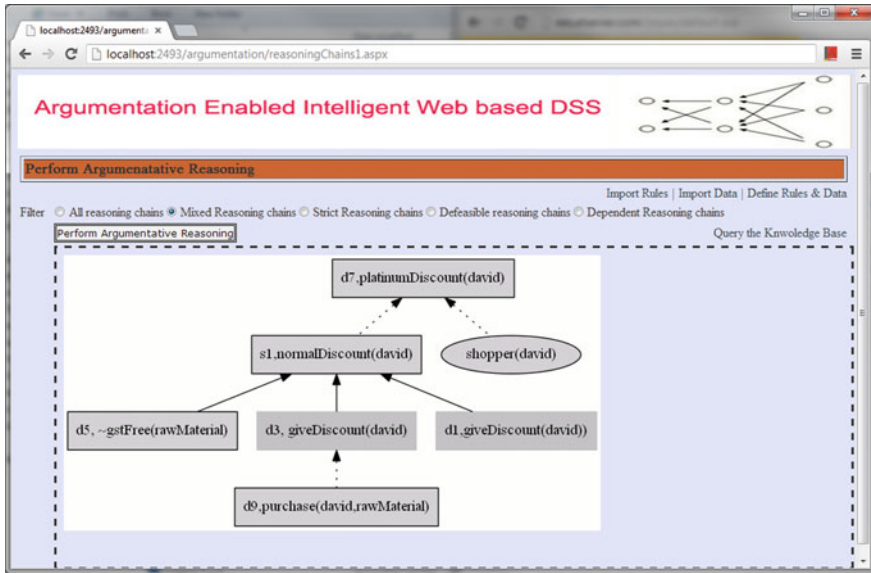 localhost:2493/argumenta
localhost:2493/argumentation/reasoningChains1.aspx
Argumentation Enabled Intelligent Web based DSS
Perform Argumenatative Reasoning
Import Rules | Import Data | Define Rules & Data
Filter All reasoning chains Mixed Reasoning chains Strict Reasoning chains Defeasible reasoning chains Dependent Reasoning chains
Perform Argumentative Reasoning Query the Knwoledge Base
d7,platinumDiscount(david)
s1,normalDiscount(david) shopper(david)
d5, ~gstFree(rawMaterial) d3, giveDiscount(david) d1,giveDiscount(david))
d9,purchase(david,rawMaterial)